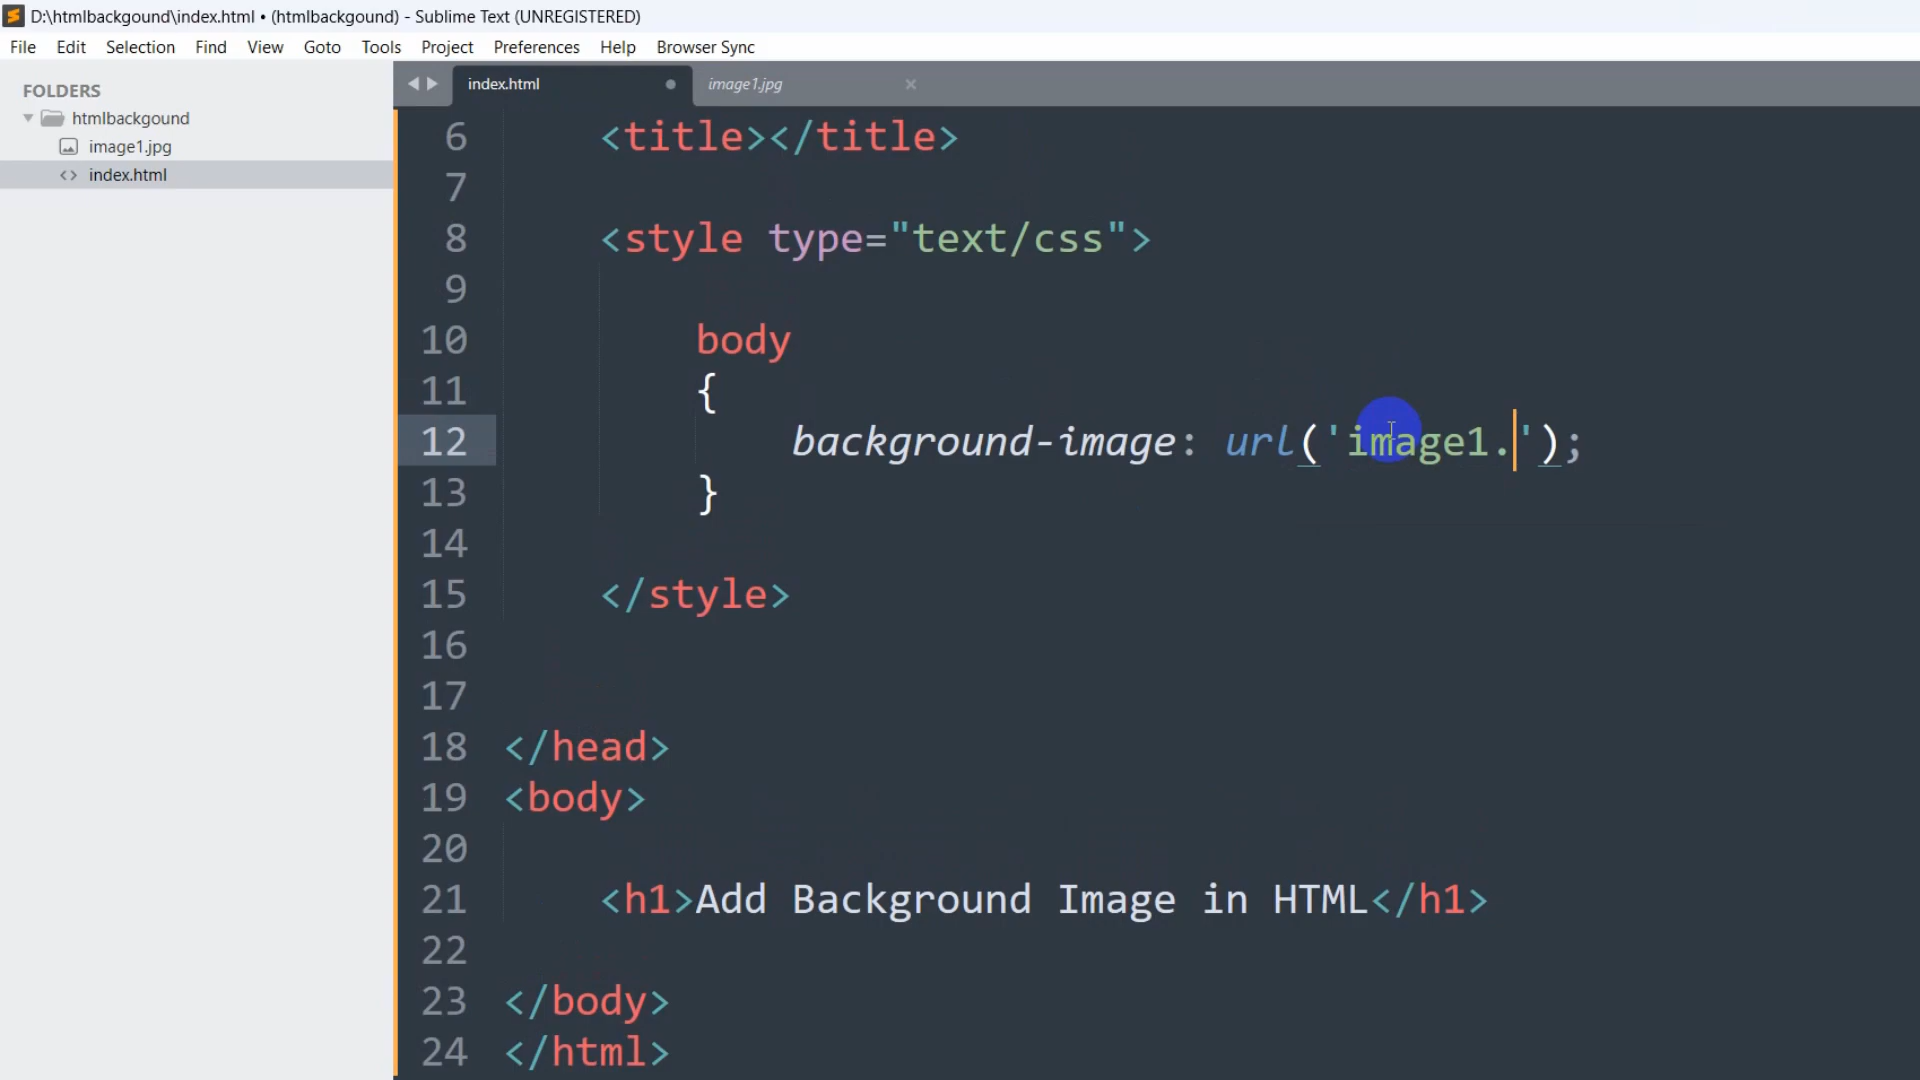 D:\htmlbackgound\index.html • (htmlbackgound) - Sublime Text (UNREGISTERED)
File Edit Selection Find View Goto Tools Project Preferences Help Browser Sync
FOLDERS
htmlbackgound
image1.jpg
index.html
index.html
image1.jpg
6 <title></title>
7
8 <style type="text/css">
9
10 body
11 {
12 background-image: url('image1.');
13 }
14
15 </style>
16
17
18 </head>
19 <body>
20
21 <h1>Add Background Image in HTML</h1>
22
23 </body>
24 </html>